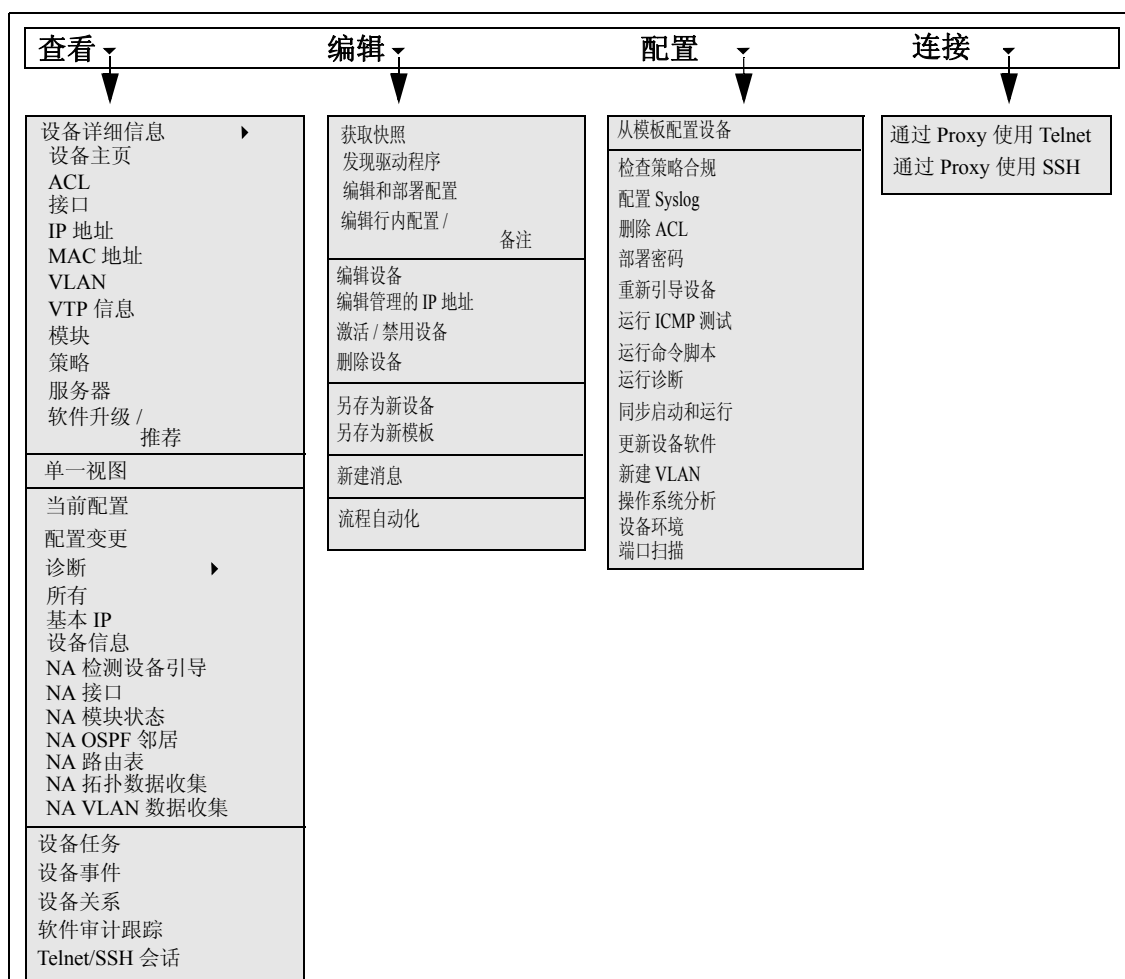 查看
编辑
配置
连接
设备详细信息
设备主页
ACL
接口
IP 地址
MAC 地址
VLAN
VTP 信息
模块
策略
服务器
软件升级 /
推荐
单一视图
当前配置
配置变更
诊断
所有
基本 IP
设备信息
NA 检测设备引导
NA 接口
NA 模块状态
NA OSPF 邻居
NA 路由表
NA 拓扑数据收集
NA VLAN 数据收集
设备任务
设备事件
设备关系
软件审计跟踪
Telnet/SSH 会话
获取快照
发现驱动程序
编辑和部署配置
编辑行内配置 /
备注
编辑设备
编辑管理的 IP 地址
激活 / 禁用设备
删除设备
另存为新设备
另存为新模板
新建消息
流程自动化
从模板配置设备
检查策略合规
配置 Syslog
删除 ACL
部署密码
重新引导设备
运行 ICMP 测试
运行命令脚本
运行诊断
同步启动和运行
更新设备软件
新建 VLAN
操作系统分析
设备环境
端口扫描
通过 Proxy 使用 Telnet
通过 Proxy 使用 SSH